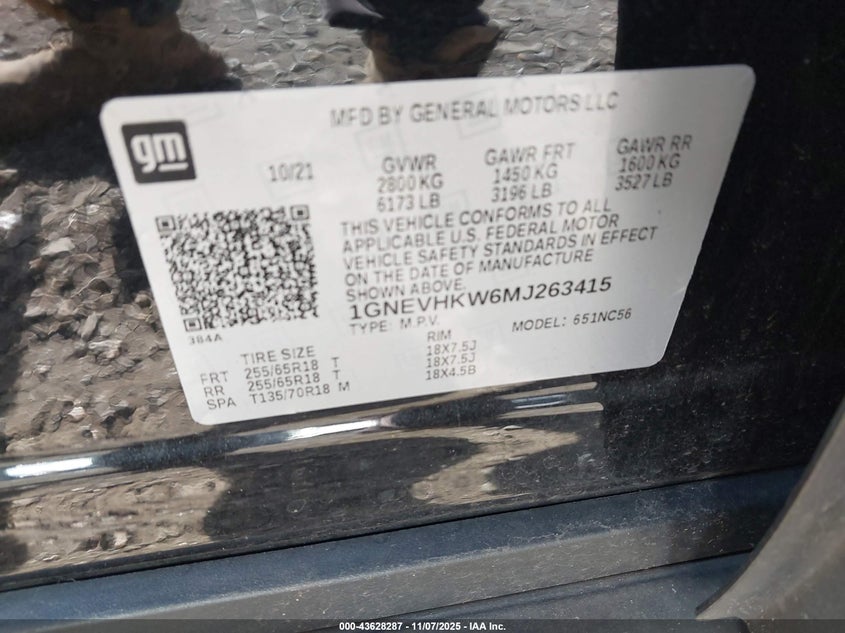 MFD BY GENERAL MOTORS LLC
gm
10/21
GVWR
2800 KG
6173 LB
GAWR FRT
1450 KG
3196 LB
GAWR RR
1600 KG
3527 LB
THIS VEHICLE CONFORMS TO ALL
APPLICABLE U.S. FEDERAL MOTOR
VEHICLE SAFETY STANDARDS IN EFFECT
ON THE DATE OF MANUFACTURE
SHOWN ABOVE.
1GNEVHKW6MJ263415
TYPE: M.P.V.
MODEL: 651NC56
384A
TIRE SIZE
RIM
FRT 255/65R18 T 18X7.5J
RR 255/65R18 T 18X7.5J
SPA T135/70R18 M 18X4.5B
000-43628287 - 11/07/2025 - IAA Inc.